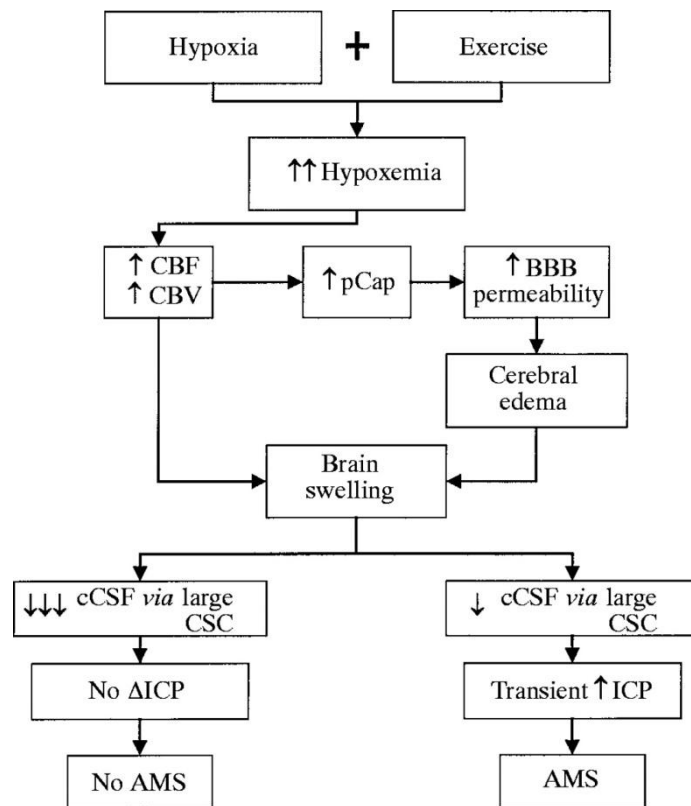 Hypoxia + Exercise
↑↑ Hypoxemia
↑ CBF
↑ CBV
↑ pCap
↑ BBB
permeability
Cerebral
edema
Brain
swelling
↓↓↓ cCSF via large
CSC
↓ cCSF via large
CSC
No ΔICP
Transient ↑ ICP
No AMS
AMS